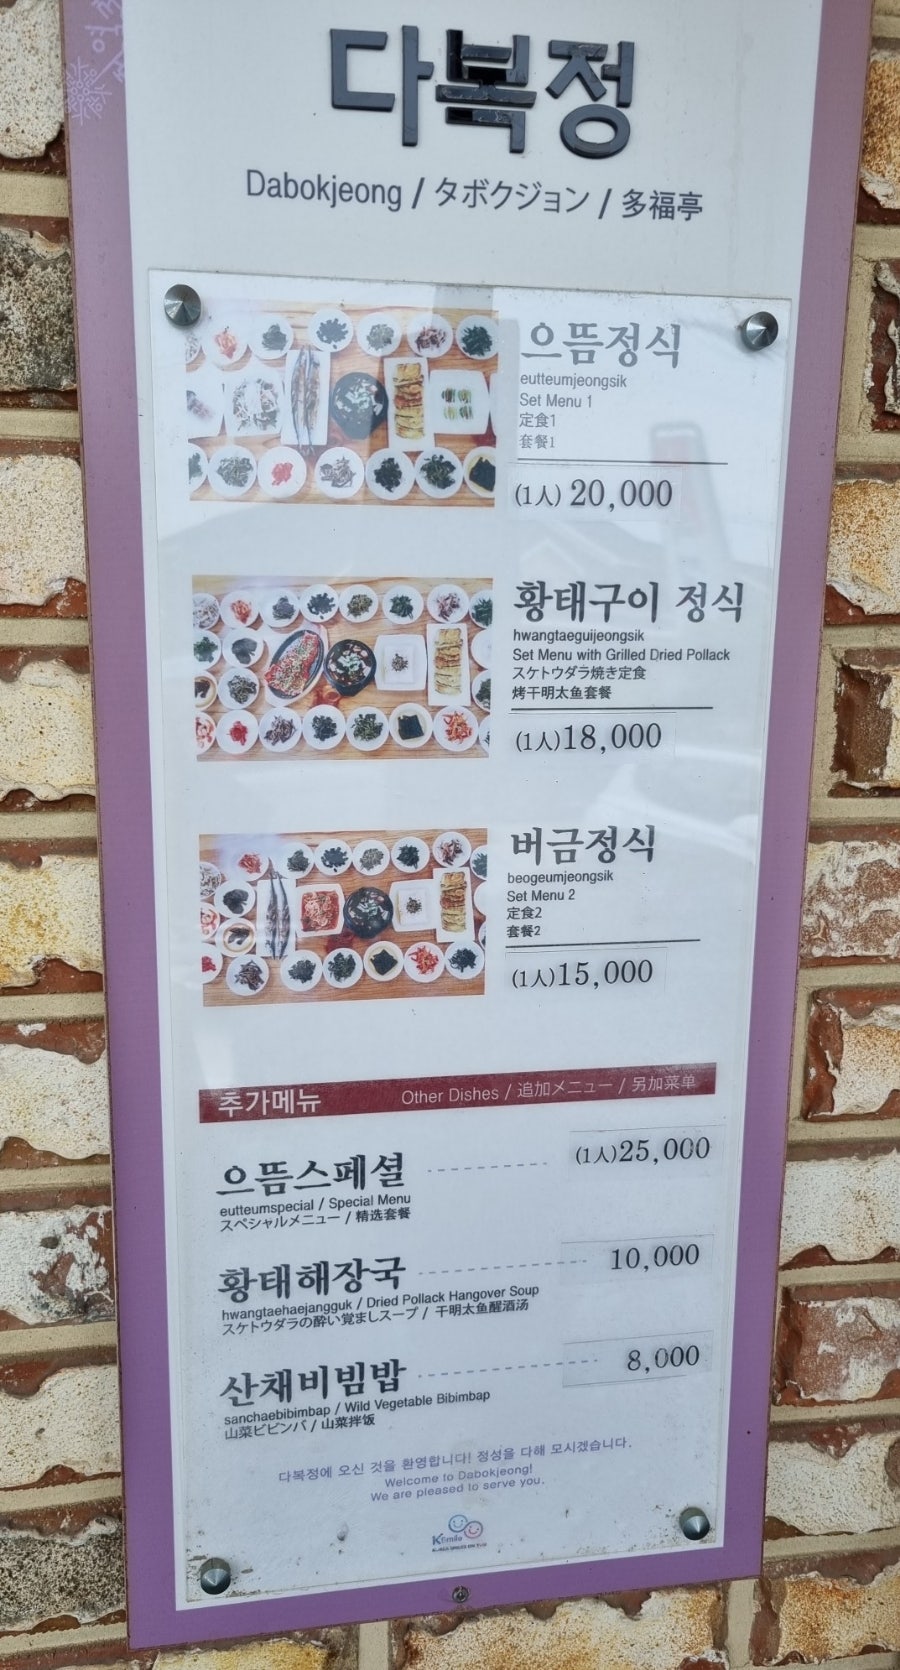 다복정
Dabokjeong / タボクジョン / 多福亭
으뜸정식
eutteumjeongsik
Set Menu 1
定食1
套餐1
(1人) 20,000
황태구이 정식
hwangtaeguijeongsik
Set Menu with Grilled Dried Pollack
スケトウダラ焼き定食
烤干明太鱼套餐
(1人)18,000
버금정식
beogeumjeongsik
Set Menu 2
定食2
套餐2
(1人)15,000
추가메뉴 Other Dishes / 追加メニュー / 另加菜单
으뜸스페셜 (1人)25,000
eutteumspecial / Special Menu
スペシャルメニュー / 精选套餐
황태해장국 10,000
hwangtaehaejangguk / Dried Pollack Hangover Soup
スケトウダラの酔い覚ましスープ / 干明太鱼醒酒汤
산채비빔밥 8,000
sanchaebibimbap / Wild Vegetable Bibimbap
山菜ビビンバ / 山菜拌饭
다복정에 오신 것을 환영합니다! 정성을 다해 모시겠습니다.
Welcome to Dabokjeong!
We are pleased to serve you.